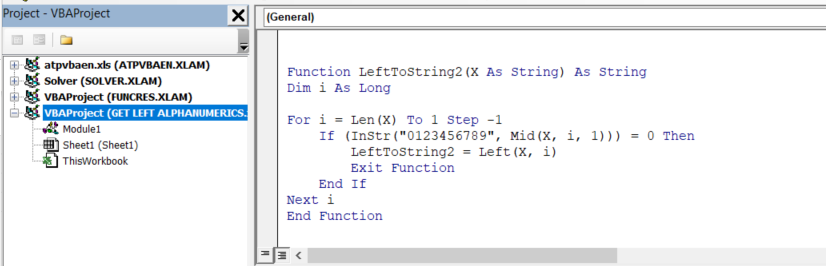 Project - VBAProject
X
atpvbaen.xls (ATPVBAEN.XLAM)
Solver (SOLVER.XLAM)
VBAProject (FUNCRES.XLAM)
VBAProject (GET LEFT ALPHANUMERICS.
Module1
Sheet1 (Sheet1)
ThisWorkbook
(General)
Function LeftToString2(X As String) As String
Dim i As Long
For i = Len(X) To 1 Step -1
    If (InStr("0123456789", Mid(X, i, 1))) = 0 Then
        LeftToString2 = Left(X, i)
        Exit Function
    End If
Next i
End Function